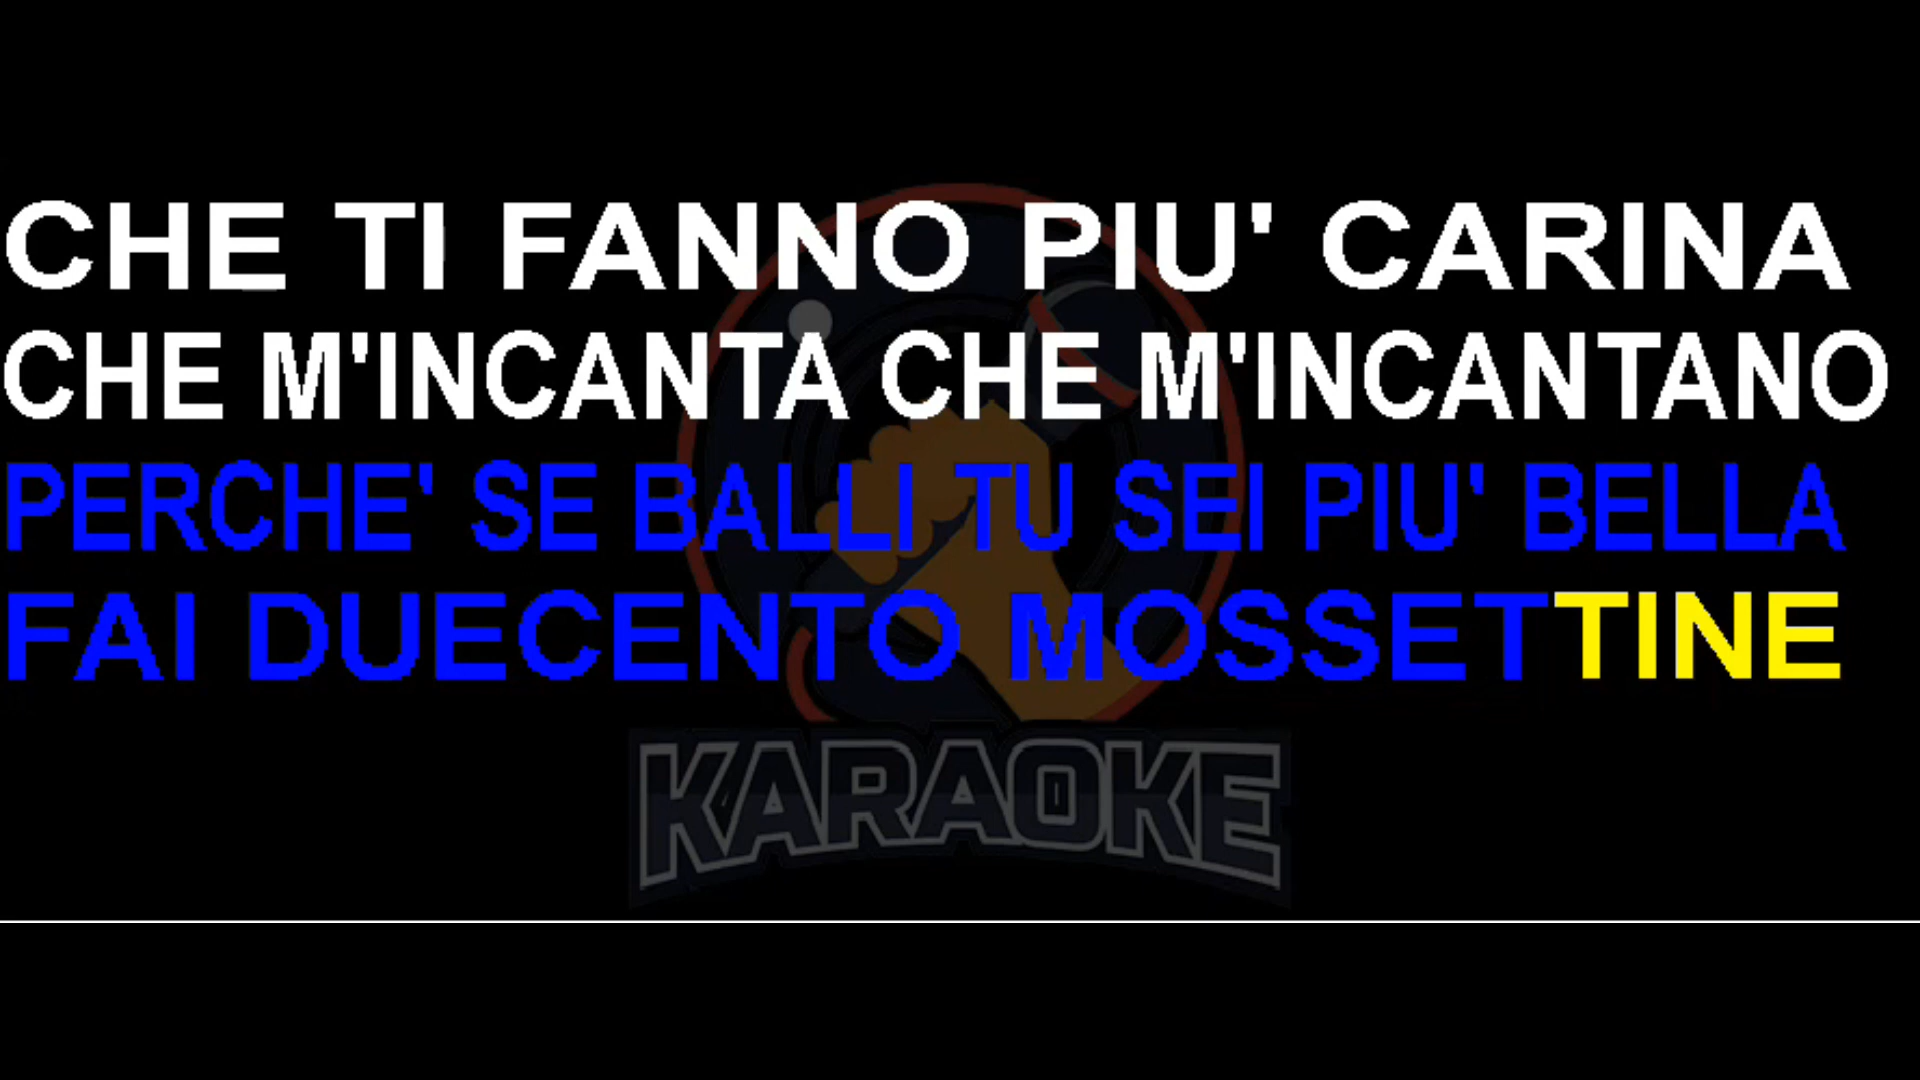 CHE TI FANNO PIU' CARINA
CHE M'INCANTA CHE M'INCANTANO
PERCHE' SE BALLI TU SEI PIU' BELLA
FAI DUECENTO MOSSETTINE
KARAOKE